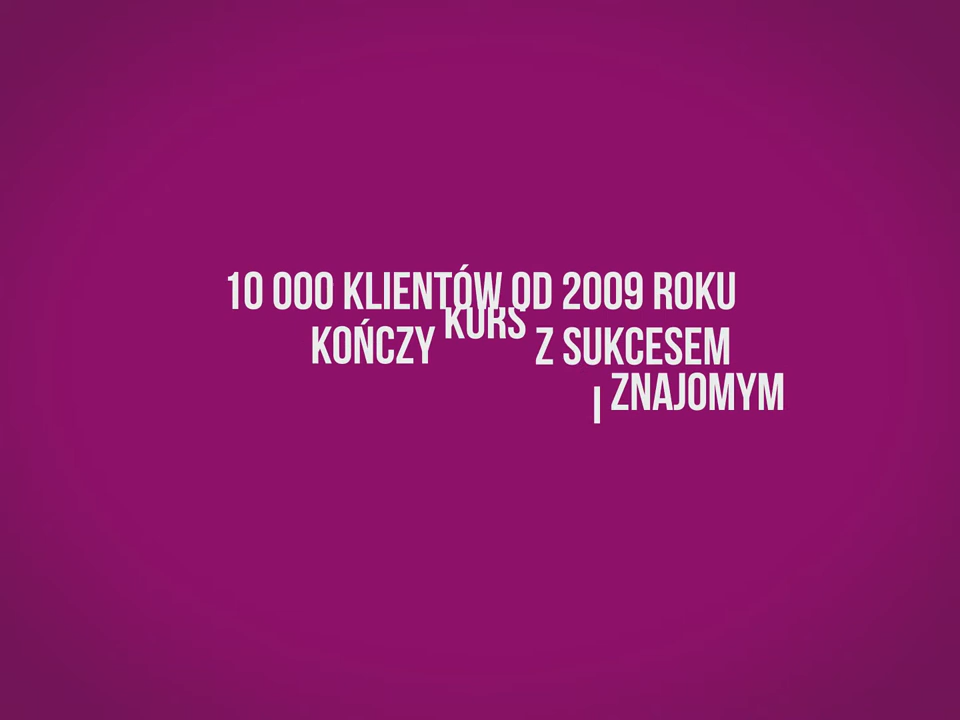 10 000 KLIENTÓW OD 2009 ROKU
KOŃCZY KURS Z SUKCESEM
I ZNAJOMYM